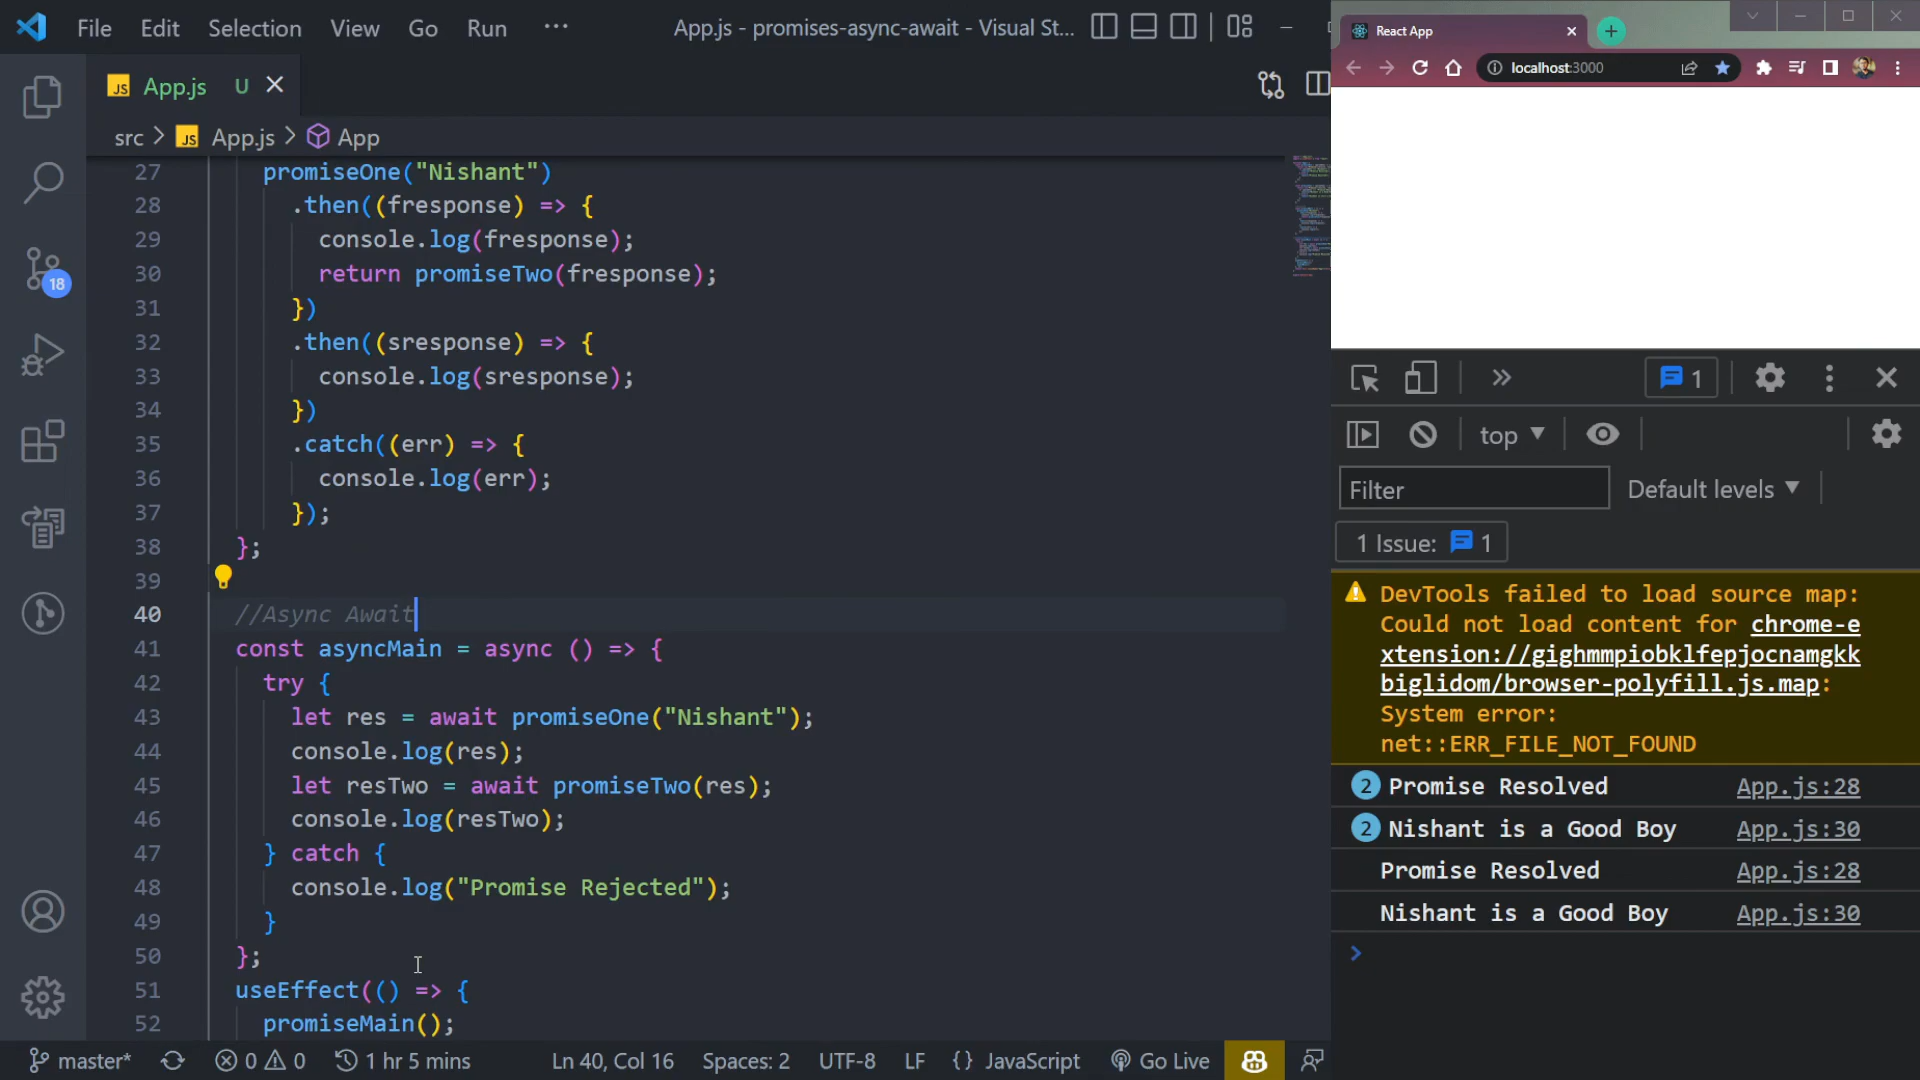 File Edit Selection View Go Run ··· App.js - promises-async-await - Visual St...
JS App.js U
src > JS App.js > App
27 promiseOne("Nishant")
28 .then((fresponse) => {
29 console.log(fresponse);
30 return promiseTwo(fresponse);
31 })
32 .then((sresponse) => {
33 console.log(sresponse);
34 })
35 .catch((err) => {
36 console.log(err);
37 });
38 };
39
40 //Async Await
41 const asyncMain = async () => {
42 try {
43 let res = await promiseOne("Nishant");
44 console.log(res);
45 let resTwo = await promiseTwo(res);
46 console.log(resTwo);
47 } catch {
48 console.log("Promise Rejected");
49 }
50 };
51 useEffect(() => {
52 promiseMain();
18
master* 0 0 1 hr 5 mins Ln 40, Col 16 Spaces: 2 UTF-8 LF {} JavaScript Go Live
React App
localhost:3000
1
top
Filter Default levels
1 Issue: 1
DevTools failed to load source map:
Could not load content for chrome-e
xtension://gighmmpiobklfepjocnamgkk
biglidom/browser-polyfill.js.map:
System error:
net::ERR_FILE_NOT_FOUND
2 Promise Resolved App.js:28
2 Nishant is a Good Boy App.js:30
Promise Resolved App.js:28
Nishant is a Good Boy App.js:30
>